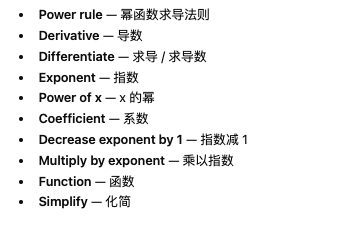 • Power rule — 幂函数求导法则
• Derivative — 导数
• Differentiate — 求导 / 求导数
• Exponent — 指数
• Power of x — x 的幂
• Coefficient — 系数
• Decrease exponent by 1 — 指数减 1
• Multiply by exponent — 乘以指数
• Function — 函数
• Simplify — 化简